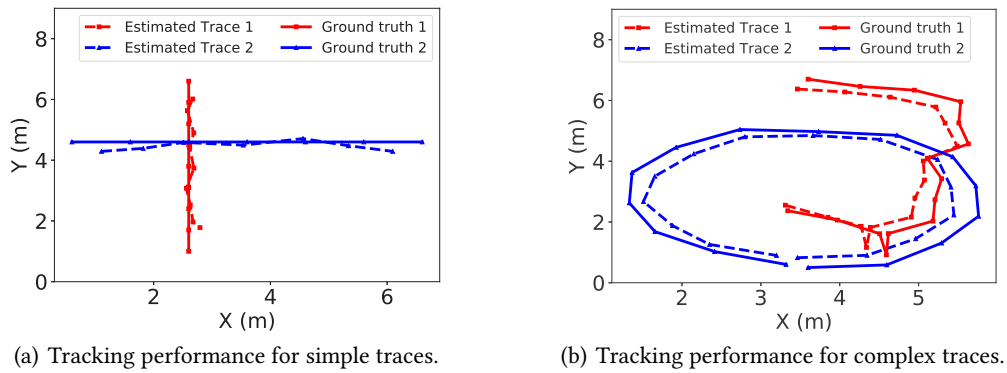 Estimated Trace 1 Ground truth 1
Estimated Trace 2 Ground truth 2
8
6
4
2
0
Y (m)
2 4 6
X (m)
(a) Tracking performance for simple traces.
Estimated Trace 1 Ground truth 1
Estimated Trace 2 Ground truth 2
8
6
4
2
0
Y (m)
2 3 4 5
X (m)
(b) Tracking performance for complex traces.